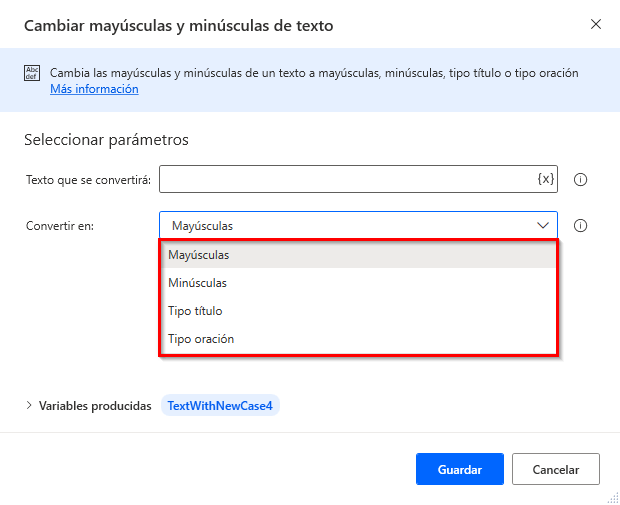 Cambiar mayúsculas y minúsculas de texto
Abc
def
Cambia las mayúsculas y minúsculas de un texto a mayúsculas, minúsculas, tipo título o tipo oración
Más información
Seleccionar parámetros
Texto que se convertirá:
{x}
Convertir en:
Mayúsculas
Mayúsculas
Minúsculas
Tipo título
Tipo oración
Variables producidas
TextWithNewCase4
Guardar
Cancelar